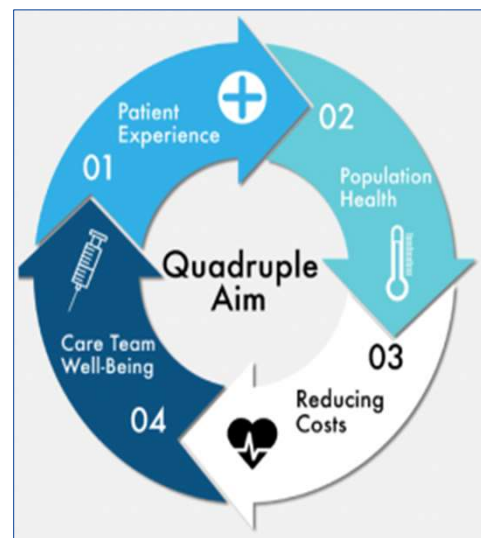 Patient
Experience
01
02
Population
Health
Quadruple
Aim
03
Reducing
Costs
Care Team
Well-Being
04